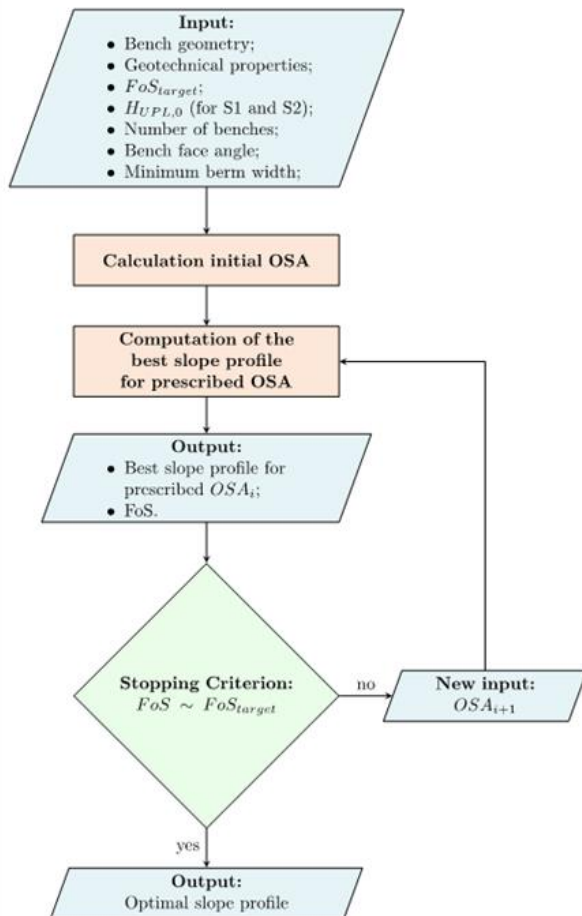 Input:
• Bench geometry;
• Geotechnical properties;
• FoS_target;
• H_UPL,0 (for S1 and S2);
• Number of benches;
• Bench face angle;
• Minimum berm width;
Calculation initial OSA
Computation of the
best slope profile
for prescribed OSA
Output:
• Best slope profile for
prescribed OSA_i;
• FoS.
Stopping Criterion:
FoS ∼ FoS_target
no
New input:
OSA_i+1
yes
Output:
Optimal slope profile